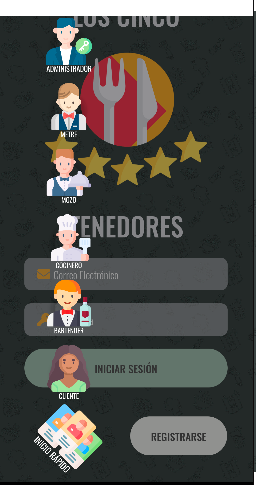 LOS CINCO
ADMINISTRADOR
METRE
MOZO
TENEDORES
COCINERO
Correo Electrónico
BARTENDER
INICIAR SESIÓN
CLIENTE
INICIO RÁPIDO
REGISTRARSE